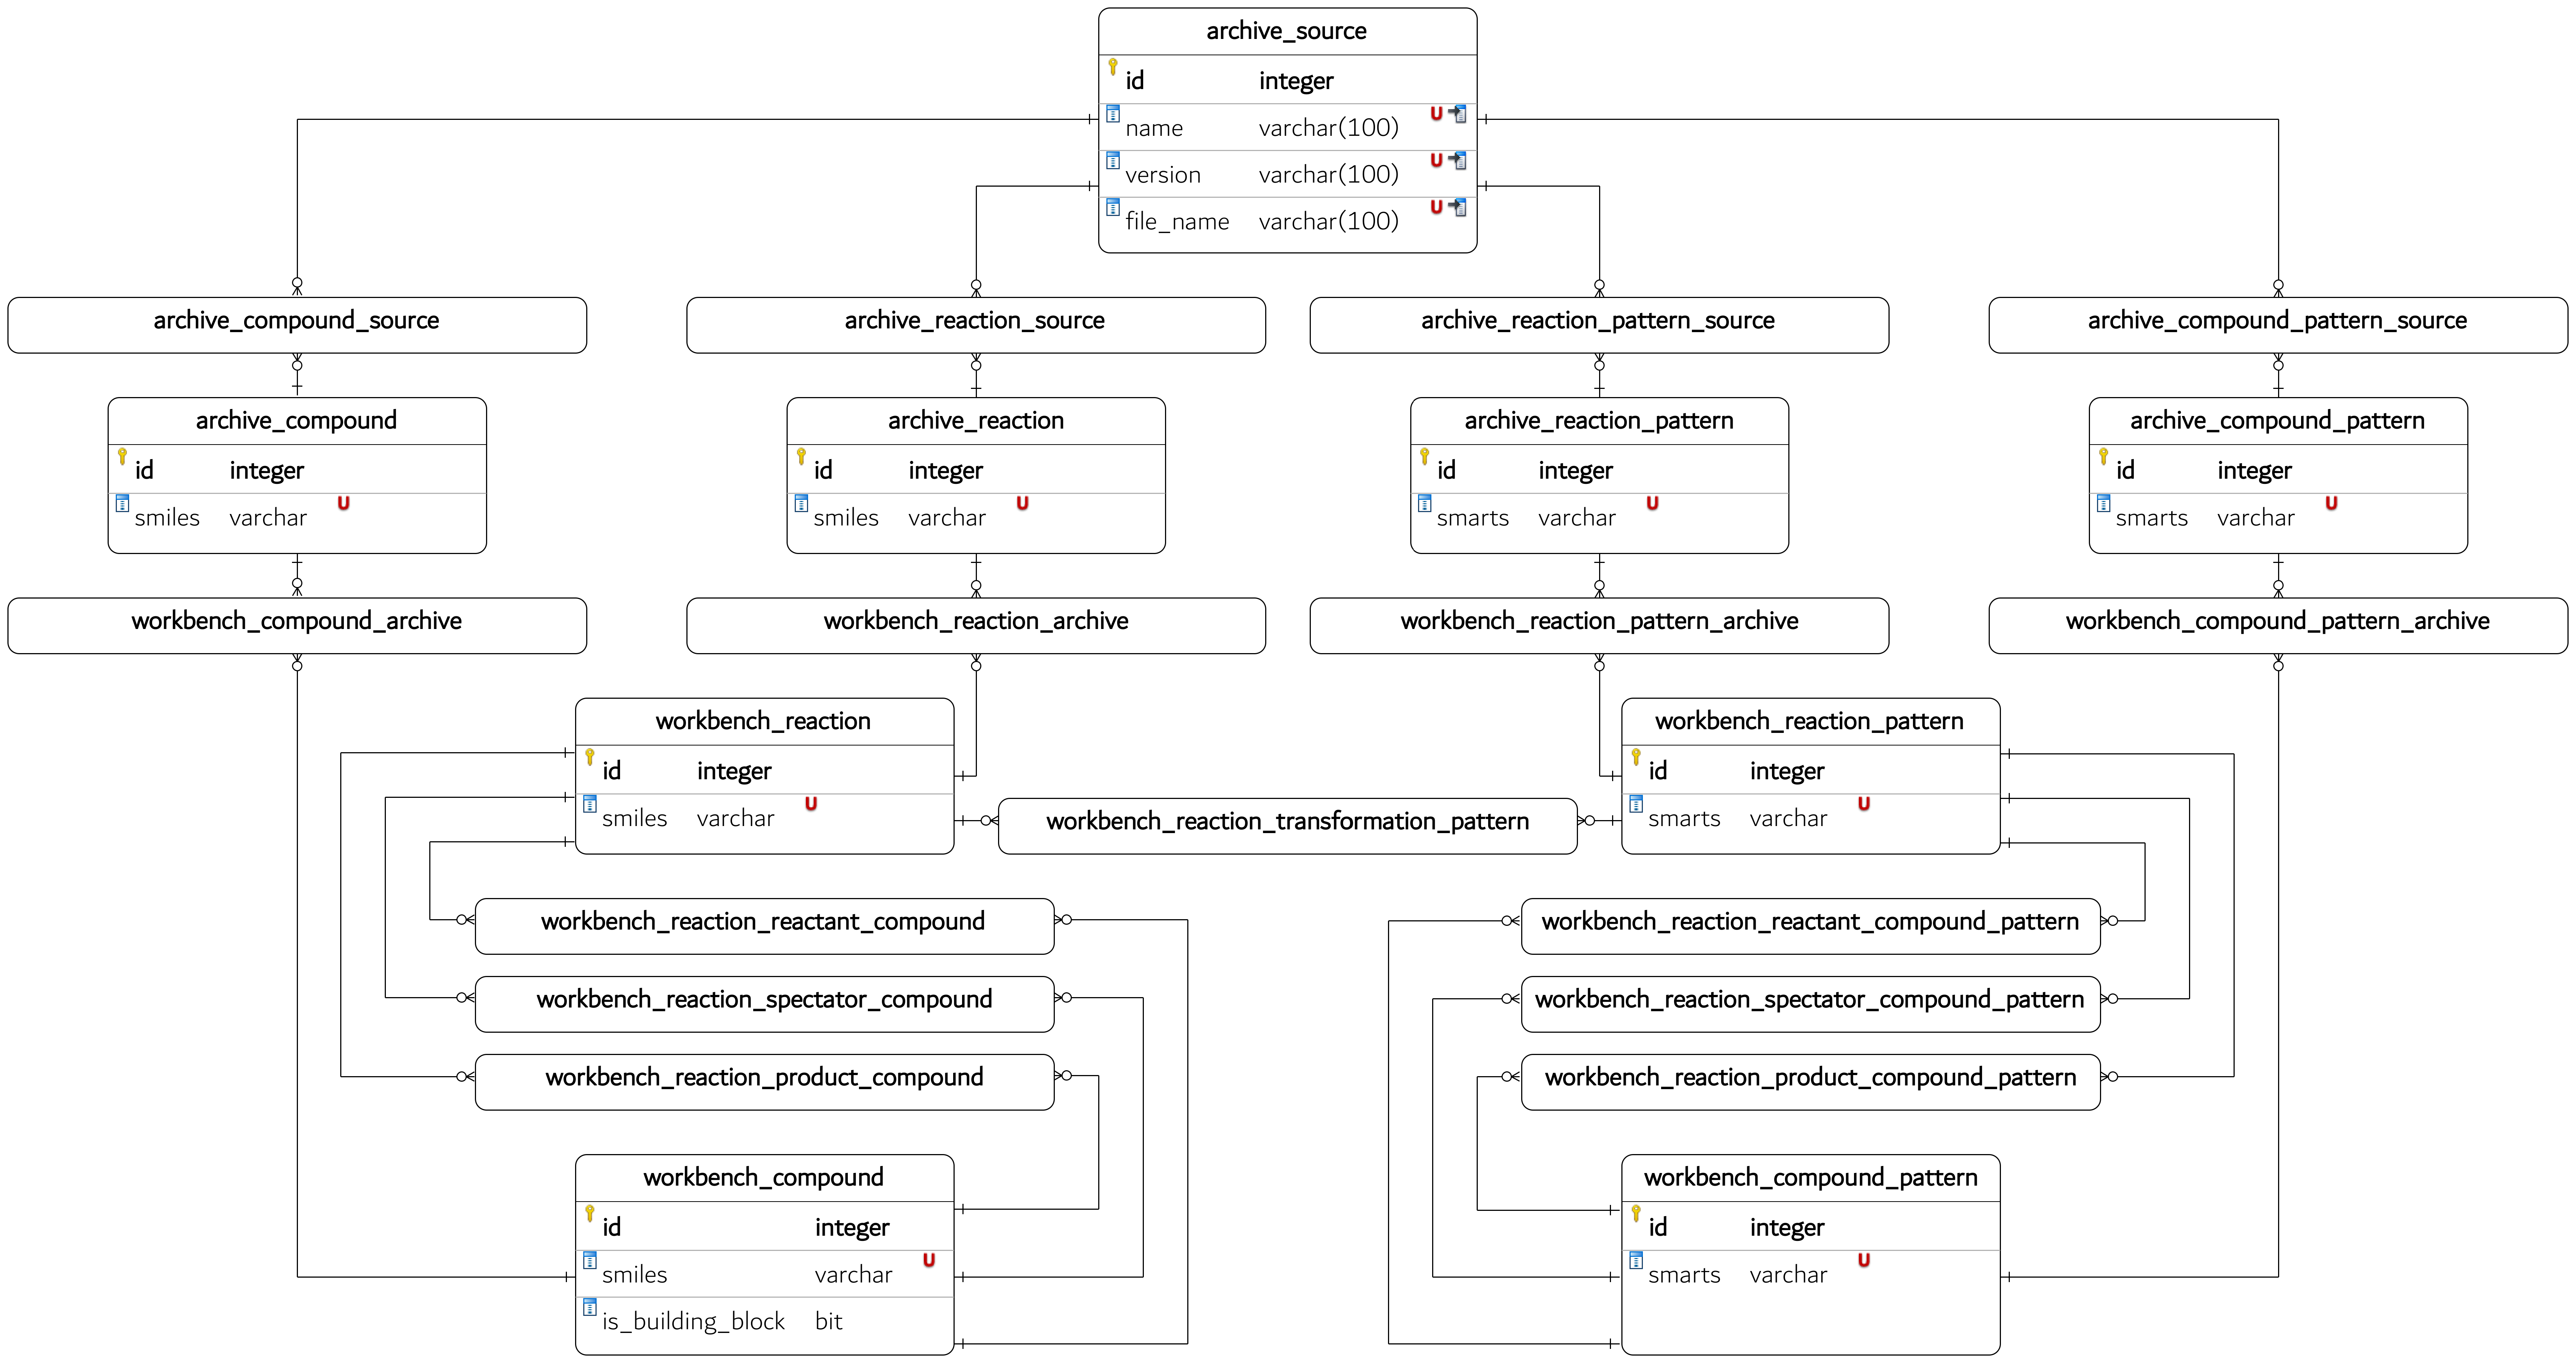 archive_source
id integer
name varchar(100) U
version varchar(100) U
file_name varchar(100) U
archive_compound_source
archive_reaction_source
archive_reaction_pattern_source
archive_compound_pattern_source
archive_compound
id integer
smiles varchar U
archive_reaction
id integer
smiles varchar U
archive_reaction_pattern
id integer
smarts varchar U
archive_compound_pattern
id integer
smarts varchar U
workbench_compound_archive
workbench_reaction_archive
workbench_reaction_pattern_archive
workbench_compound_pattern_archive
workbench_reaction
id integer
smiles varchar U
workbench_reaction_transformation_pattern
workbench_reaction_pattern
id integer
smarts varchar U
workbench_reaction_reactant_compound
workbench_reaction_spectator_compound
workbench_reaction_product_compound
workbench_reaction_reactant_compound_pattern
workbench_reaction_spectator_compound_pattern
workbench_reaction_product_compound_pattern
workbench_compound
id integer
smiles varchar U
is_building_block bit
workbench_compound_pattern
id integer
smarts varchar U